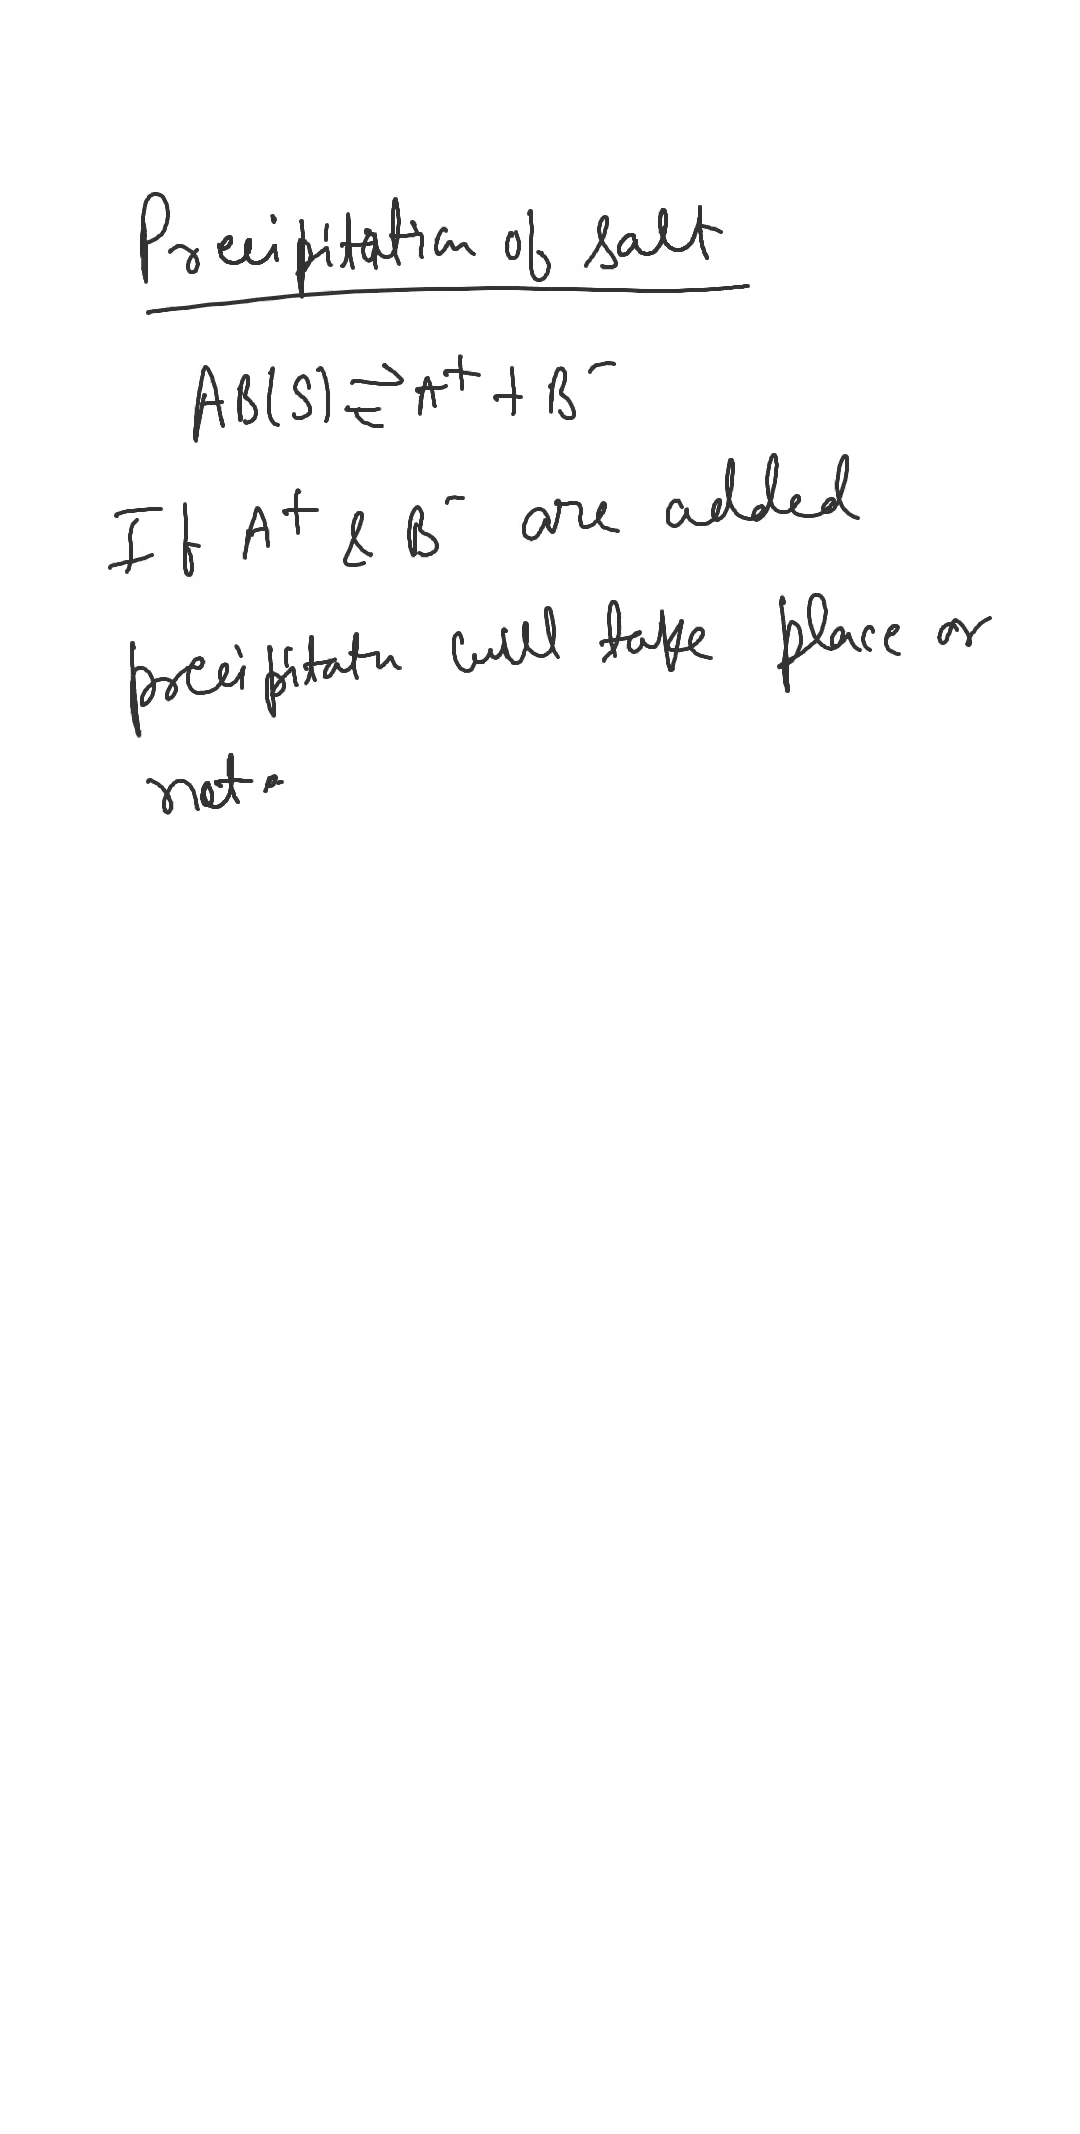 Precipitation of salt
AB(S) ⇌ A⁺ + B⁻
If A⁺ & B⁻ are added
precipitatn will take place or
not.